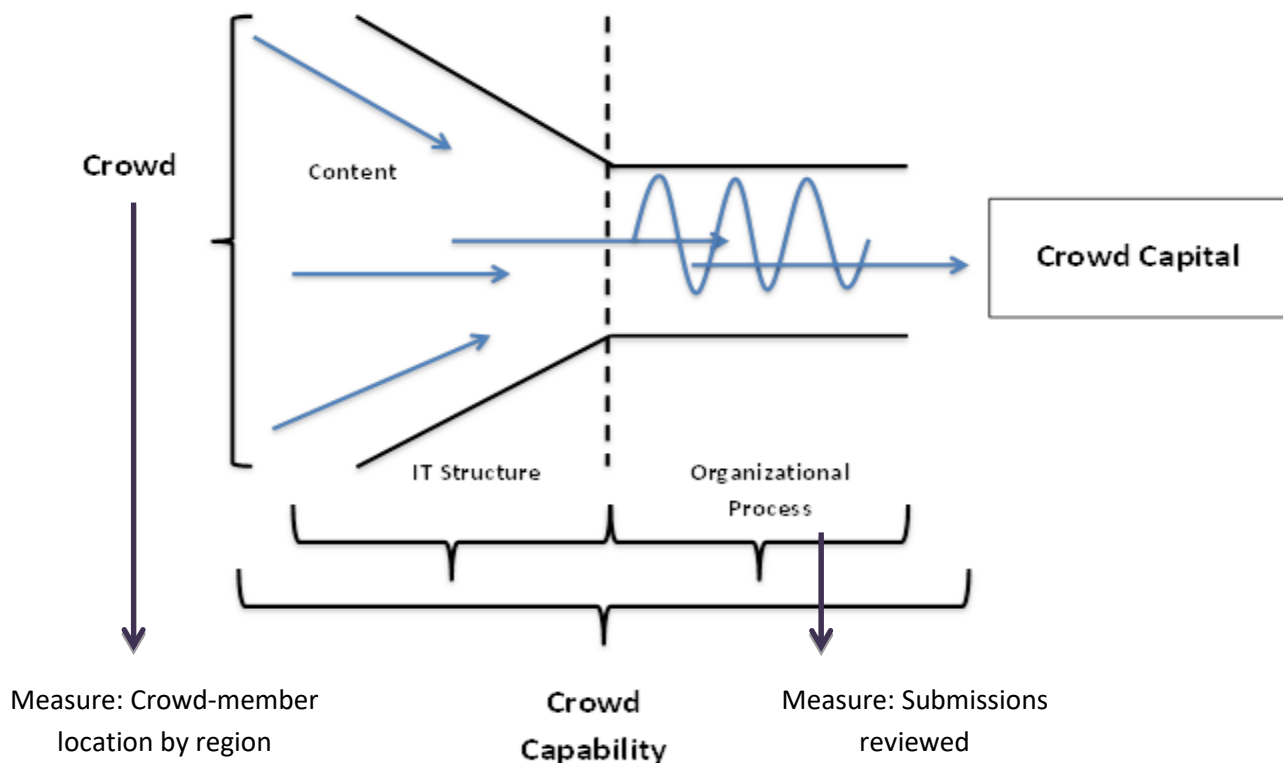 Crowd
Content
Crowd Capital
IT Structure
Organizational
Process
Measure: Crowd-member
location by region
Crowd
Capability
Measure: Submissions
reviewed